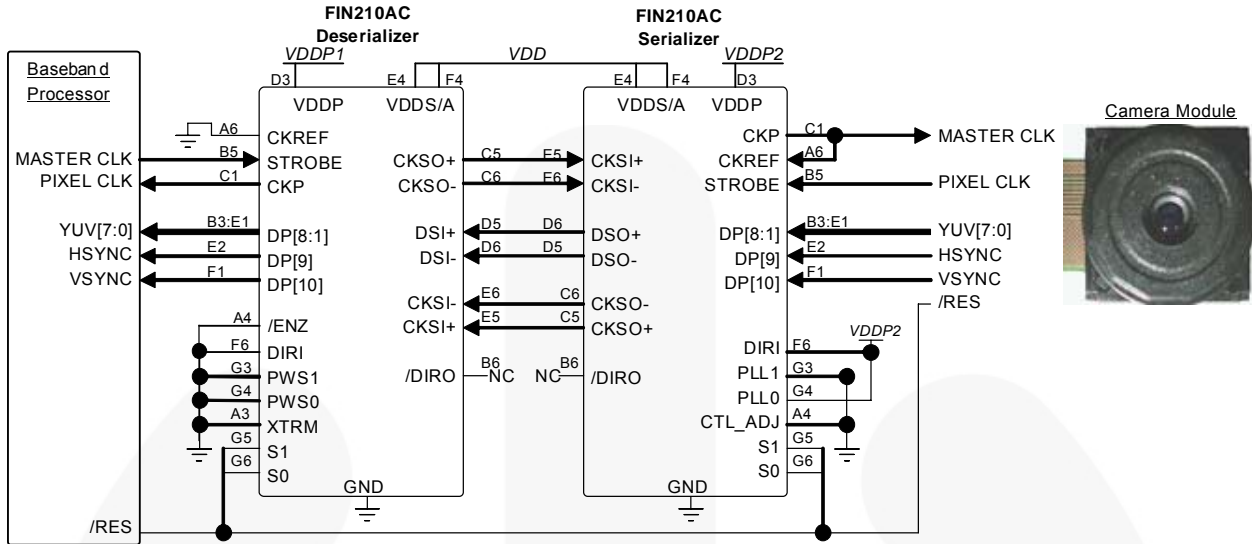 FIN210AC
Deserializer
FIN210AC
Serializer
VDDP1
VDD
VDDP2
D3
E4
F4
E4
F4
D3
Baseband
Processor
VDDP
VDDS/A
VDDS/A
VDDP
Camera Module
A6
CKREF
CKP
C1
MASTER CLK
MASTER CLK
B5
STROBE
CKSO+
C5
E5
CKSI+
CKREF
A6
PIXEL CLK
C1
CKP
CKSO-
C6
E6
CKSI-
STROBE
B5
PIXEL CLK
YUV[7:0]
B3:E1
DP[8:1]
DSI+
D5
D6
DSO+
DP[8:1]
B3:E1
YUV[7:0]
HSYNC
E2
DP[9]
DSI-
D6
D5
DSO-
DP[9]
E2
HSYNC
VSYNC
F1
DP[10]
DP[10]
F1
VSYNC
CKSI-
E6
C6
CKSO-
/RES
A4
/ENZ
CKSI+
E5
C5
CKSO+
VDDP2
F6
DIRI
DIRI
F6
G3
PWS1
/DIRO
B6
NC
NC
B6
/DIRO
PLL1
G3
G4
PWS0
PLL0
G4
A3
XTRM
CTL_ADJ
A4
G5
S1
S1
G5
G6
S0
S0
G6
GND
GND
/RES